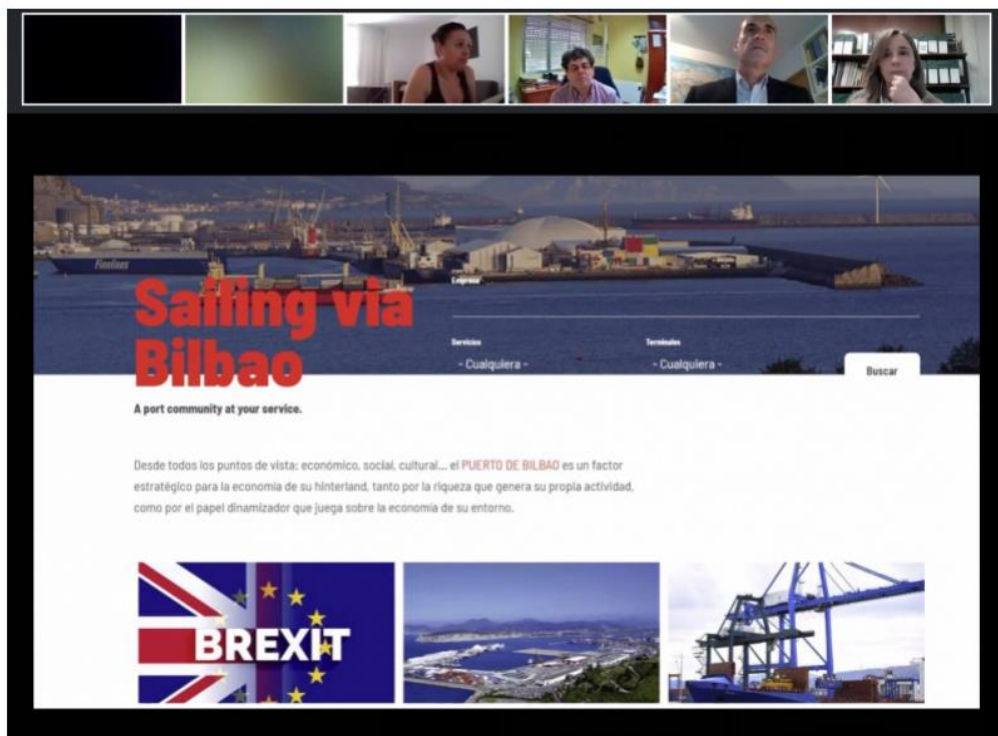 Finnlines
Sailing via
Bilbao
Empresa
Servicios
Terminales
- Cualquiera -
- Cualquiera -
Buscar
A port community at your service.
Desde todos los puntos de vista: económico, social, cultural... el PUERTO DE BILBAO es un factor
estratégico para la economía de su hinterland, tanto por la riqueza que genera su propia actividad,
como por el papel dinamizador que juega sobre la economía de su entorno.
BREXIT